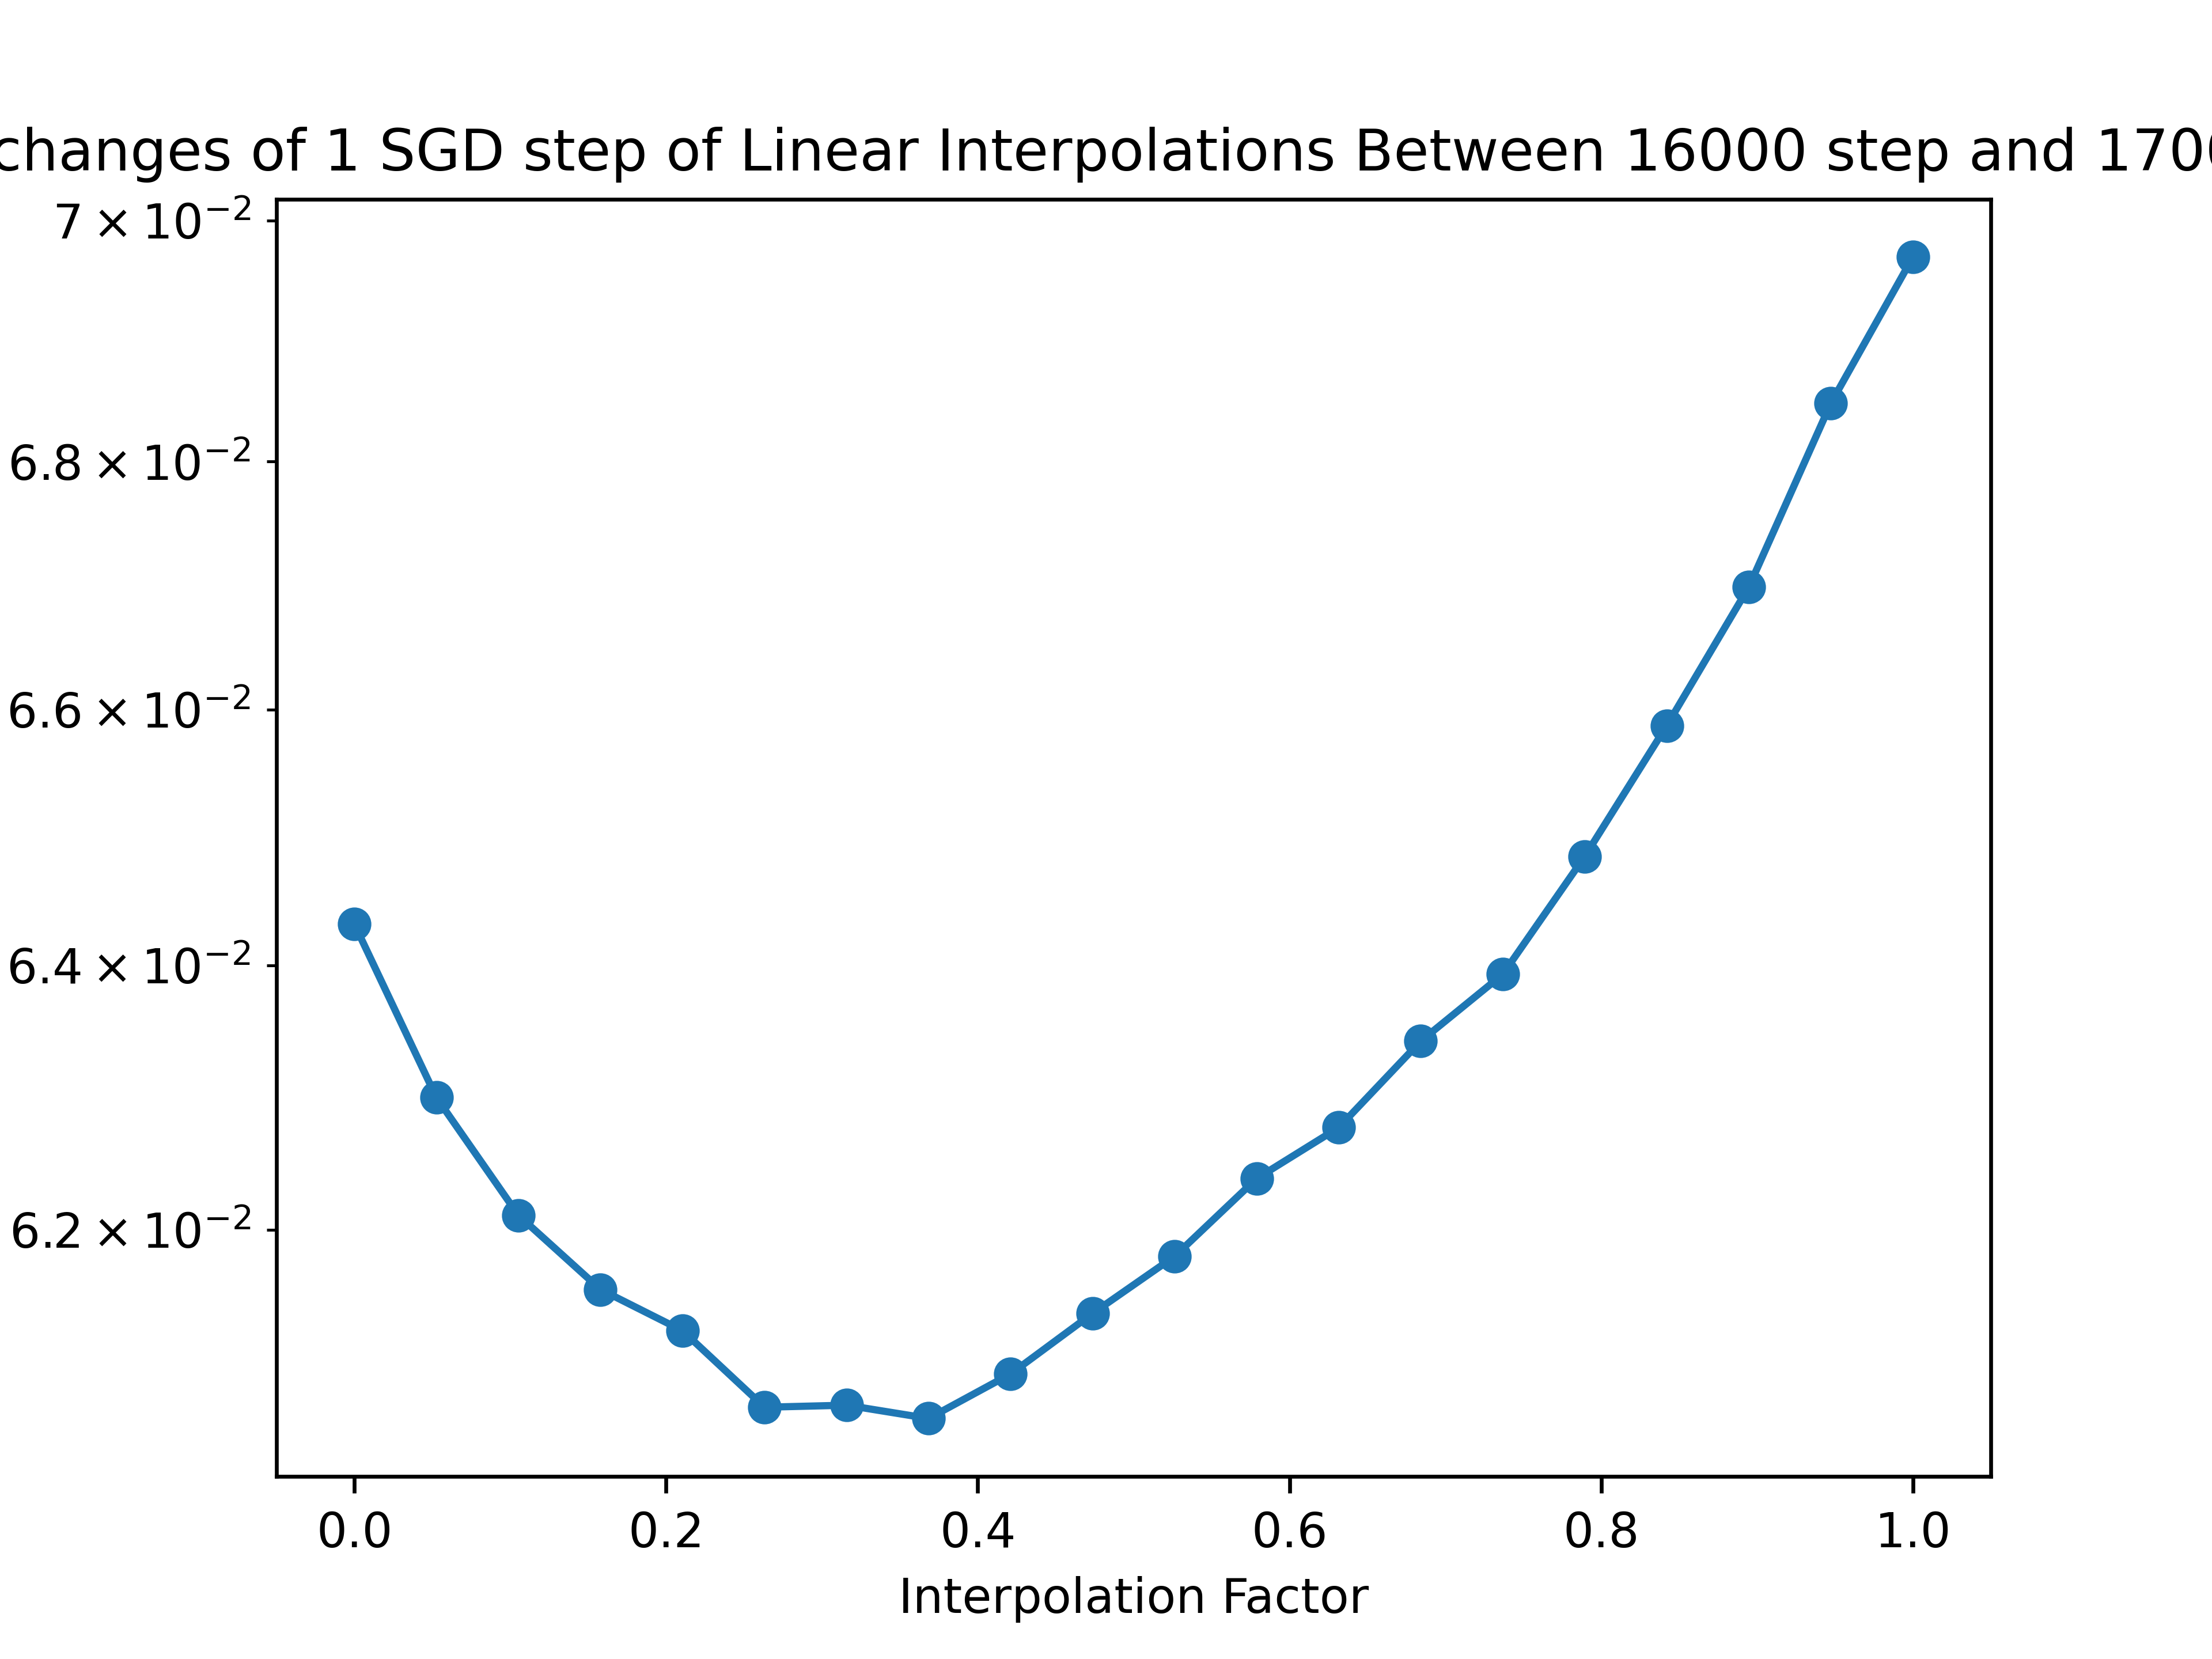 changes of 1 SGD step of Linear Interpolations Between 16000 step and 1700
7 × 10⁻²
6.8 × 10⁻²
6.6 × 10⁻²
6.4 × 10⁻²
6.2 × 10⁻²
0.0 0.2 0.4 0.6 0.8 1.0
Interpolation Factor